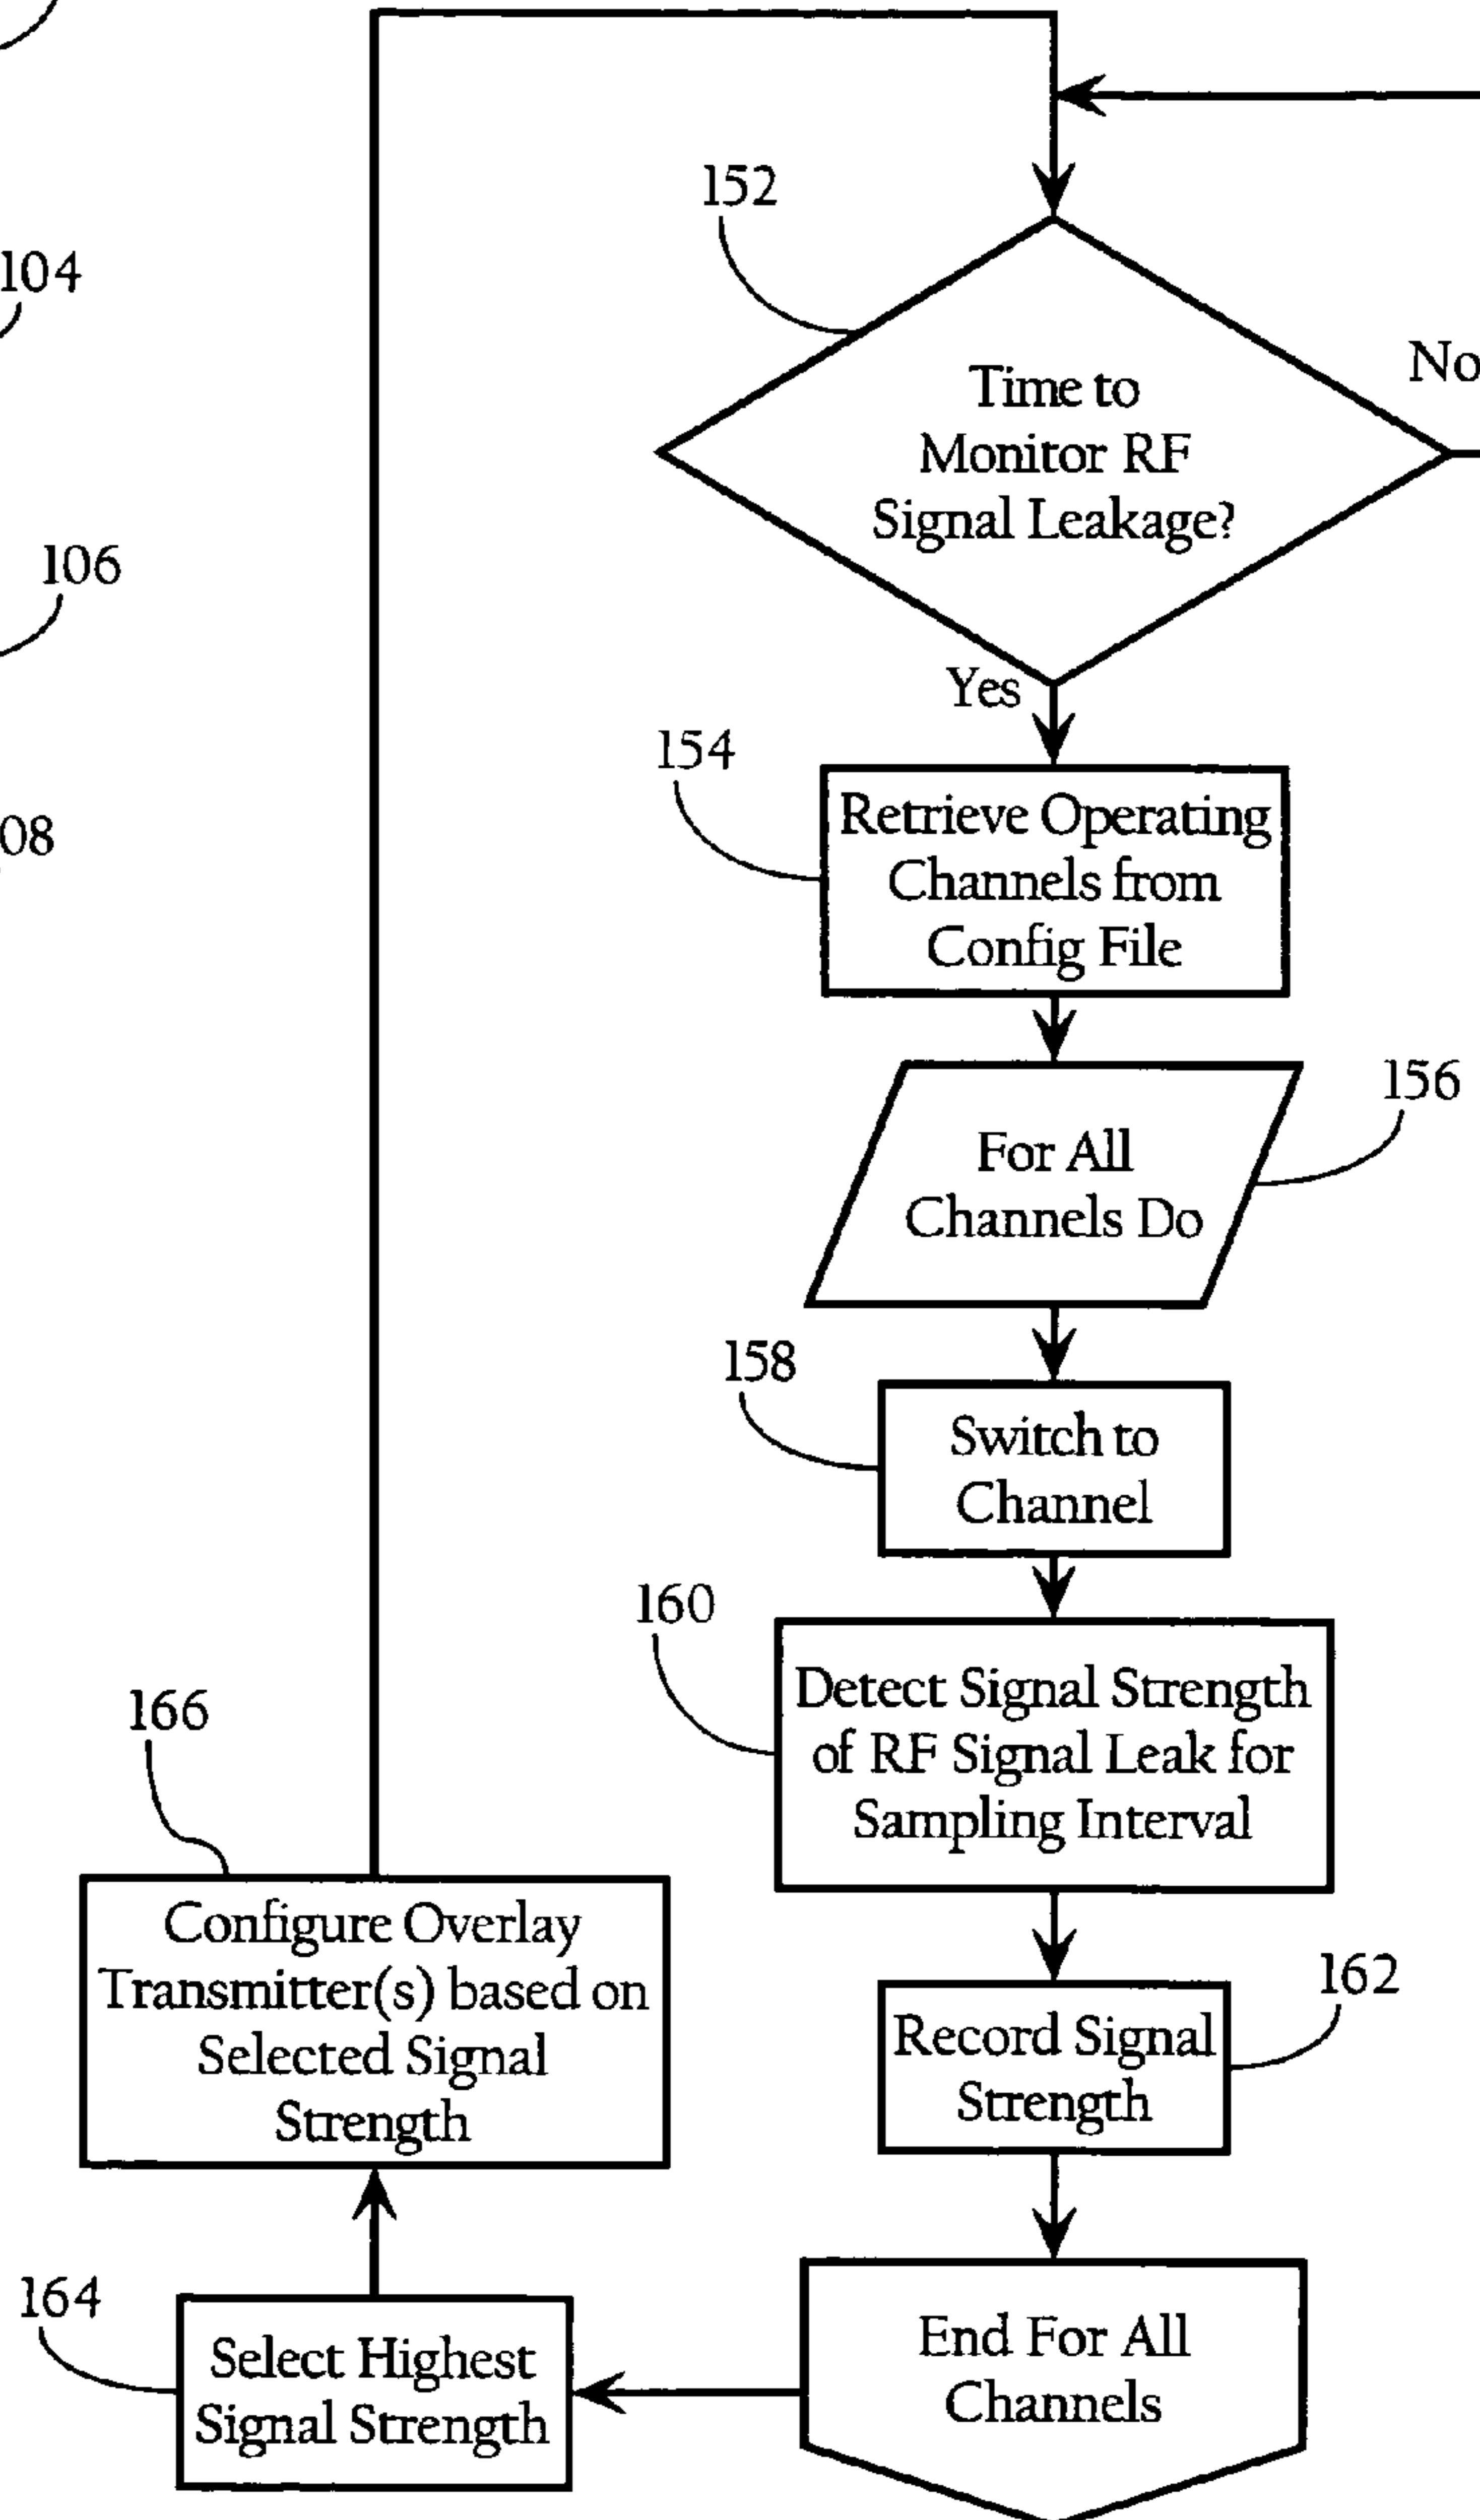 152
104
No
Time to
Monitor RF
Signal Leakage?
106
Yes
154
08
Retrieve Operating
Channels from
Config File
156
For All
Channels Do
158
Switch to
Channel
160
Detect Signal Strength
of RF Signal Leak for
Sampling Interval
166
Configure Overlay
Transmitter(s) based on
Selected Signal
Strength
162
Record Signal
Strength
164
Select Highest
Signal Strength
End For All
Channels